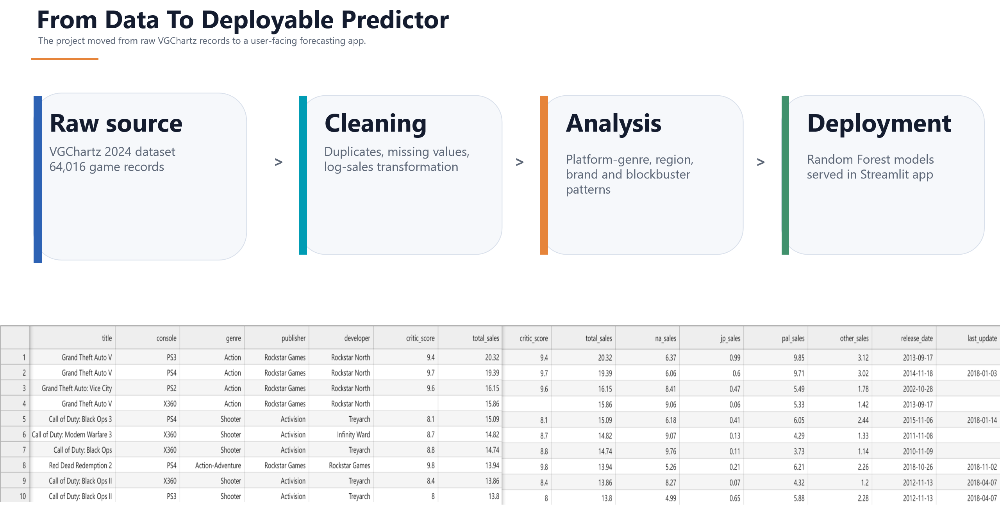 From Data To Deployable Predictor
The project moved from raw VGChartz records to a user-facing forecasting app.
Raw source
VGChartz 2024 dataset
64,016 game records
>
Cleaning
Duplicates, missing values,
log-sales transformation
>
Analysis
Platform-genre, region,
brand and blockbuster
patterns
>
Deployment
Random Forest models
served in Streamlit app
title console genre publisher developer critic_score total_sales critic_score total_sales na_sales jp_sales pal_sales other_sales release_date last_update
1 Grand Theft Auto V PS3 Action Rockstar Games Rockstar North 9.4 20.32 9.4 20.32 6.37 0.99 9.85 3.12 2013-09-17
2 Grand Theft Auto V PS4 Action Rockstar Games Rockstar North 9.7 19.39 9.7 19.39 6.06 0.6 9.71 3.02 2014-11-18 2018-01-03
3 Grand Theft Auto: Vice City PS2 Action Rockstar Games Rockstar North 9.6 16.15 9.6 16.15 8.41 0.47 5.49 1.78 2002-10-28
4 Grand Theft Auto V X360 Action Rockstar Games Rockstar North 15.86 15.86 9.06 0.06 5.33 1.42 2013-09-17
5 Call of Duty: Black Ops 3 PS4 Shooter Activision Treyarch 8.1 15.09 8.1 15.09 6.18 0.41 6.05 2.44 2015-11-06 2018-01-14
6 Call of Duty: Modern Warfare 3 X360 Shooter Activision Infinity Ward 8.7 14.82 8.7 14.82 9.07 0.13 4.29 1.33 2011-11-08
7 Call of Duty: Black Ops X360 Shooter Activision Treyarch 8.8 14.74 8.8 14.74 9.76 0.11 3.73 1.14 2010-11-09
8 Red Dead Redemption 2 PS4 Action-Adventure Rockstar Games Rockstar Games 9.8 13.94 9.8 13.94 5.26 0.21 6.21 2.26 2018-10-26 2018-11-02
9 Call of Duty: Black Ops II X360 Shooter Activision Treyarch 8.4 13.86 8.4 13.86 8.27 0.07 4.32 1.2 2012-11-13 2018-04-07
10 Call of Duty: Black Ops II PS3 Shooter Activision Treyarch 8 13.8 8 13.8 4.99 0.65 5.88 2.28 2012-11-13 2018-04-07